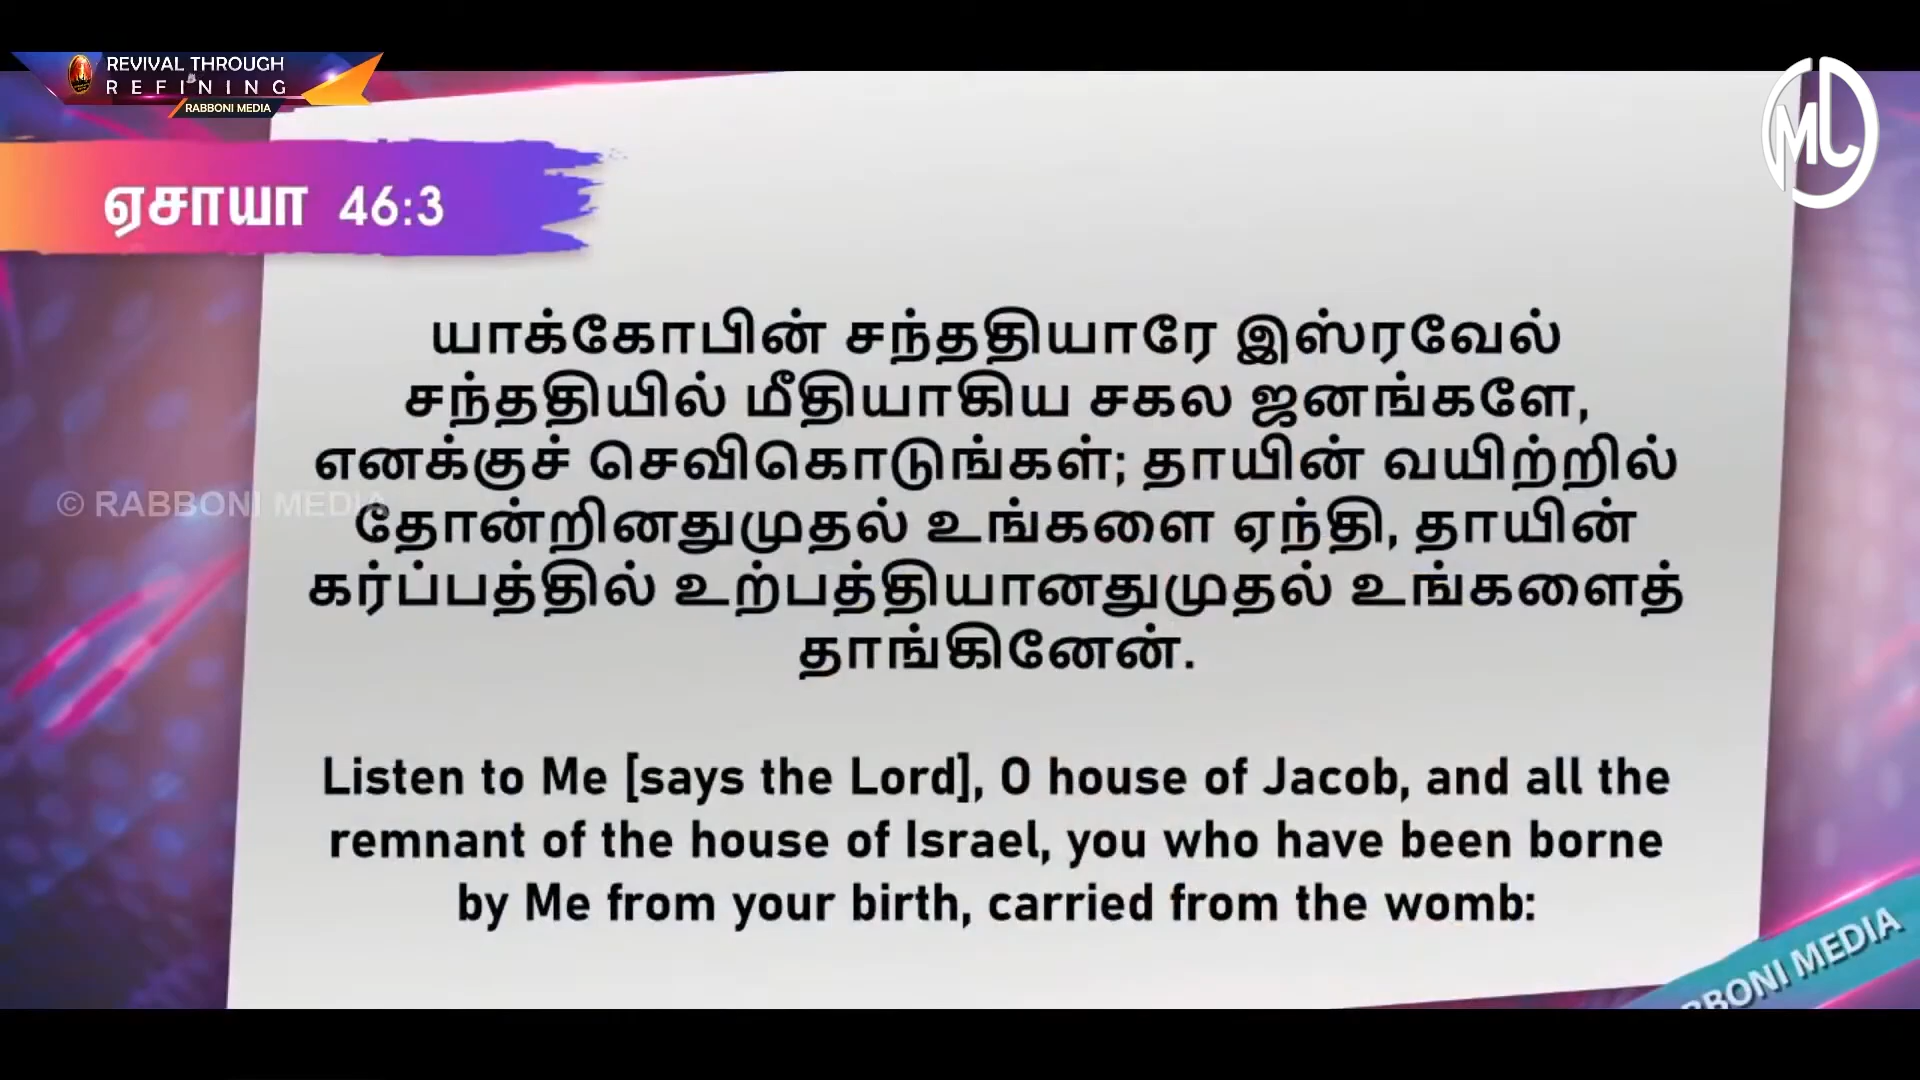 REVIVAL THROUGH
REFINING
RABBONI MEDIA
ML
ஏசாயா 46:3
யாக்கோபின் சந்ததியாரே இஸ்ரவேல்
சந்ததியில் மீதியாகிய சகல ஜனங்களே,
எனக்குச் செவிகொடுங்கள்; தாயின் வயிற்றில்
© RABBONI MEDIA
தோன்றினதுமுதல் உங்களை ஏந்தி, தாயின்
கர்ப்பத்தில் உற்பத்தியானதுமுதல் உங்களைத்
தாங்கினேன்.
Listen to Me [says the Lord], O house of Jacob, and all the
remnant of the house of Israel, you who have been borne
by Me from your birth, carried from the womb:
BBONI MEDIA